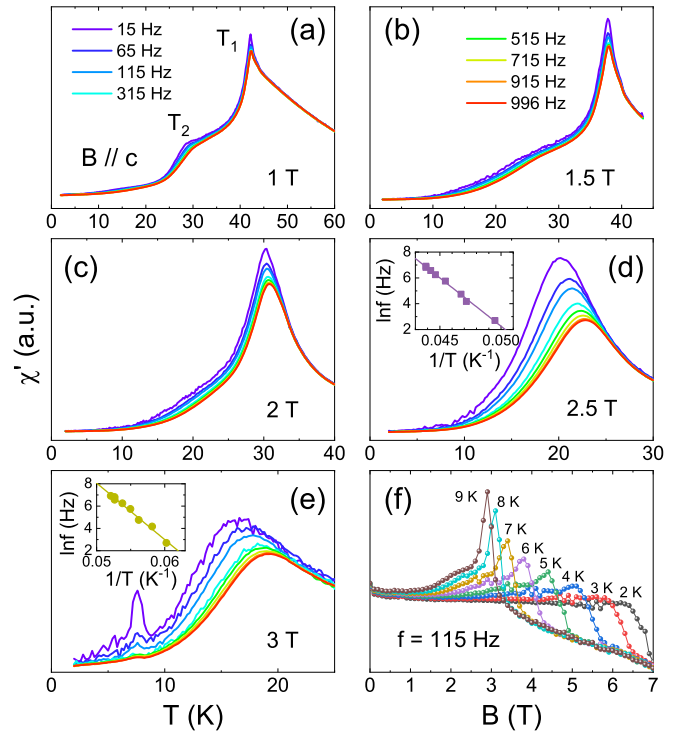 15 Hz
65 Hz
115 Hz
315 Hz
T1
T2
(a)
B // c
1 T
0 10 20 30 40 50 60
(b)
515 Hz
715 Hz
915 Hz
996 Hz
1.5 T
0 10 20 30 40
χ' (a.u.)
(c)
2 T
0 10 20 30 40
(d)
lnf (Hz)
8
6
4
2
0.045 0.050
1/T (K⁻¹)
2.5 T
0 10 20 30
(e)
lnf (Hz)
8
6
4
2
0.05 0.06
1/T (K⁻¹)
3 T
0 10 20
T (K)
(f)
9 K
8 K
7 K
6 K
5 K
4 K
3 K
2 K
f = 115 Hz
0 1 2 3 4 5 6 7
B (T)